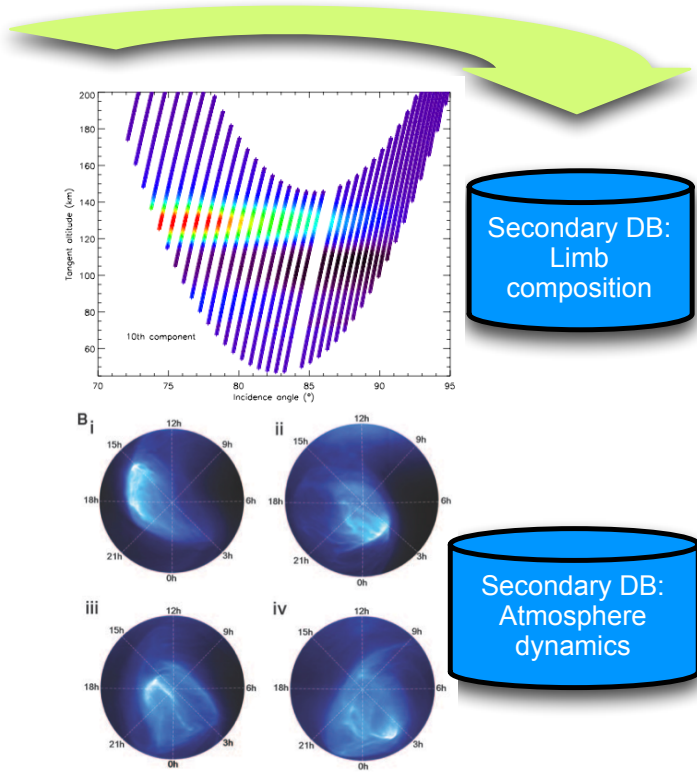 200
180
160
140
120
100
80
60
Tangent altitude (km)
10th component
70 75 80 85 90 95
Incidence angle (°)
Secondary DB:
Limb
composition
B i
12h
15h 9h
18h 6h
21h 3h
0h
ii
12h
15h 9h
18h 6h
21h 3h
0h
iii
12h
15h 9h
18h 6h
21h 3h
0h
iv
12h
15h 9h
18h 6h
21h 3h
0h
Secondary DB:
Atmosphere
dynamics